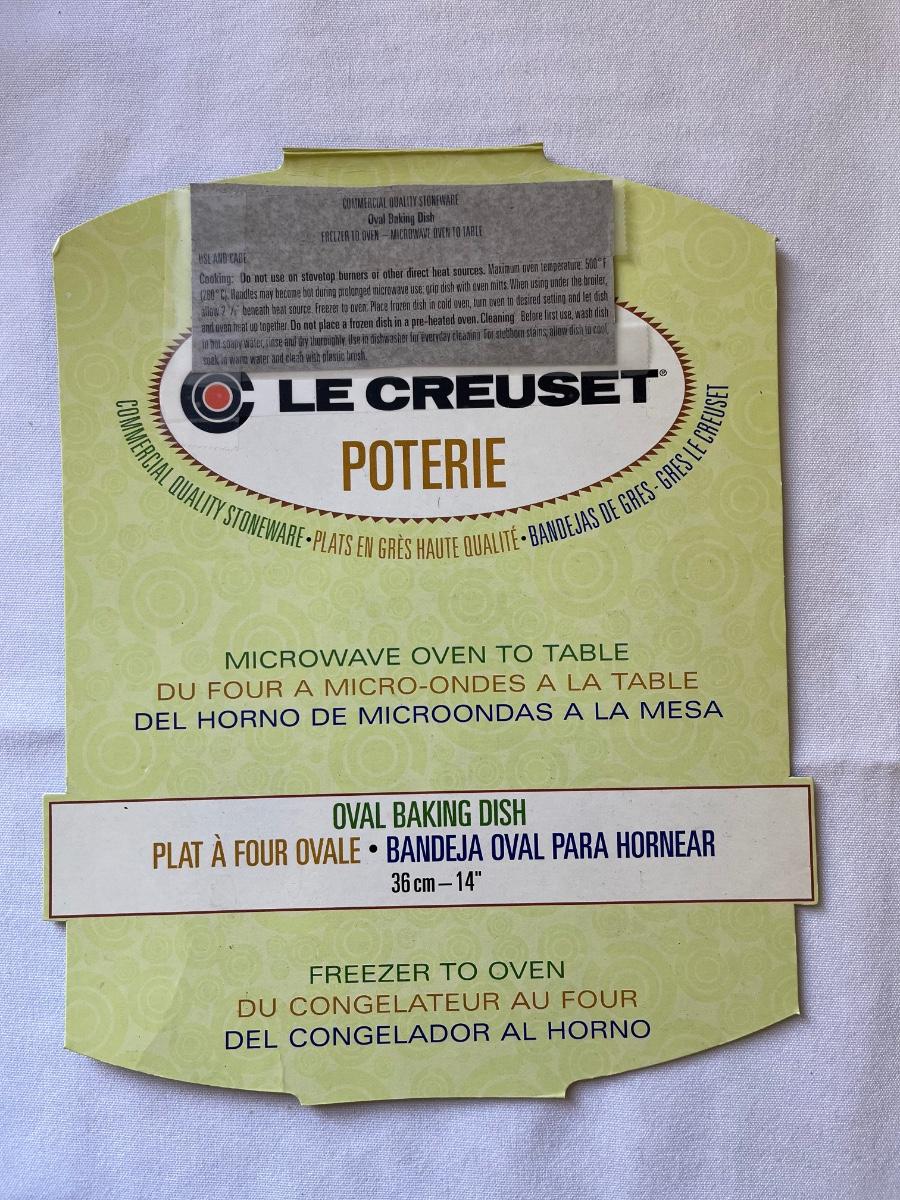 COMMERCIAL QUALITY STONEWARE
Oval Baking Dish
FREEZER TO OVEN – MICROWAVE OVEN TO TABLE
USE AND CARE
Cooking: Do not use on stovetop burners or other direct heat sources. Maximum oven temperature: 500°F
(260°C). Handles may become hot during prolonged microwave use; grip dish with oven mitts. When using under the broiler,
allow 2 ½" beneath heat source. Freezer to oven: Place frozen dish in cold oven, turn oven to desired setting and let dish
and oven heat up together. Do not place a frozen dish in a pre-heated oven. Cleaning: Before first use, wash dish
in hot soapy water, rinse and dry thoroughly. Use in dishwasher for everyday cleaning. For stubborn stains, allow dish to cool,
soak in warm water and clean with plastic brush.
LE CREUSET®
POTERIE
COMMERCIAL QUALITY STONEWARE • PLATS EN GRÈS HAUTE QUALITÉ • BANDEJAS DE GRES - GRES LE CREUSET
MICROWAVE OVEN TO TABLE
DU FOUR A MICRO-ONDES A LA TABLE
DEL HORNO DE MICROONDAS A LA MESA
OVAL BAKING DISH
PLAT À FOUR OVALE • BANDEJA OVAL PARA HORNEAR
36 cm – 14"
FREEZER TO OVEN
DU CONGELATEUR AU FOUR
DEL CONGELADOR AL HORNO